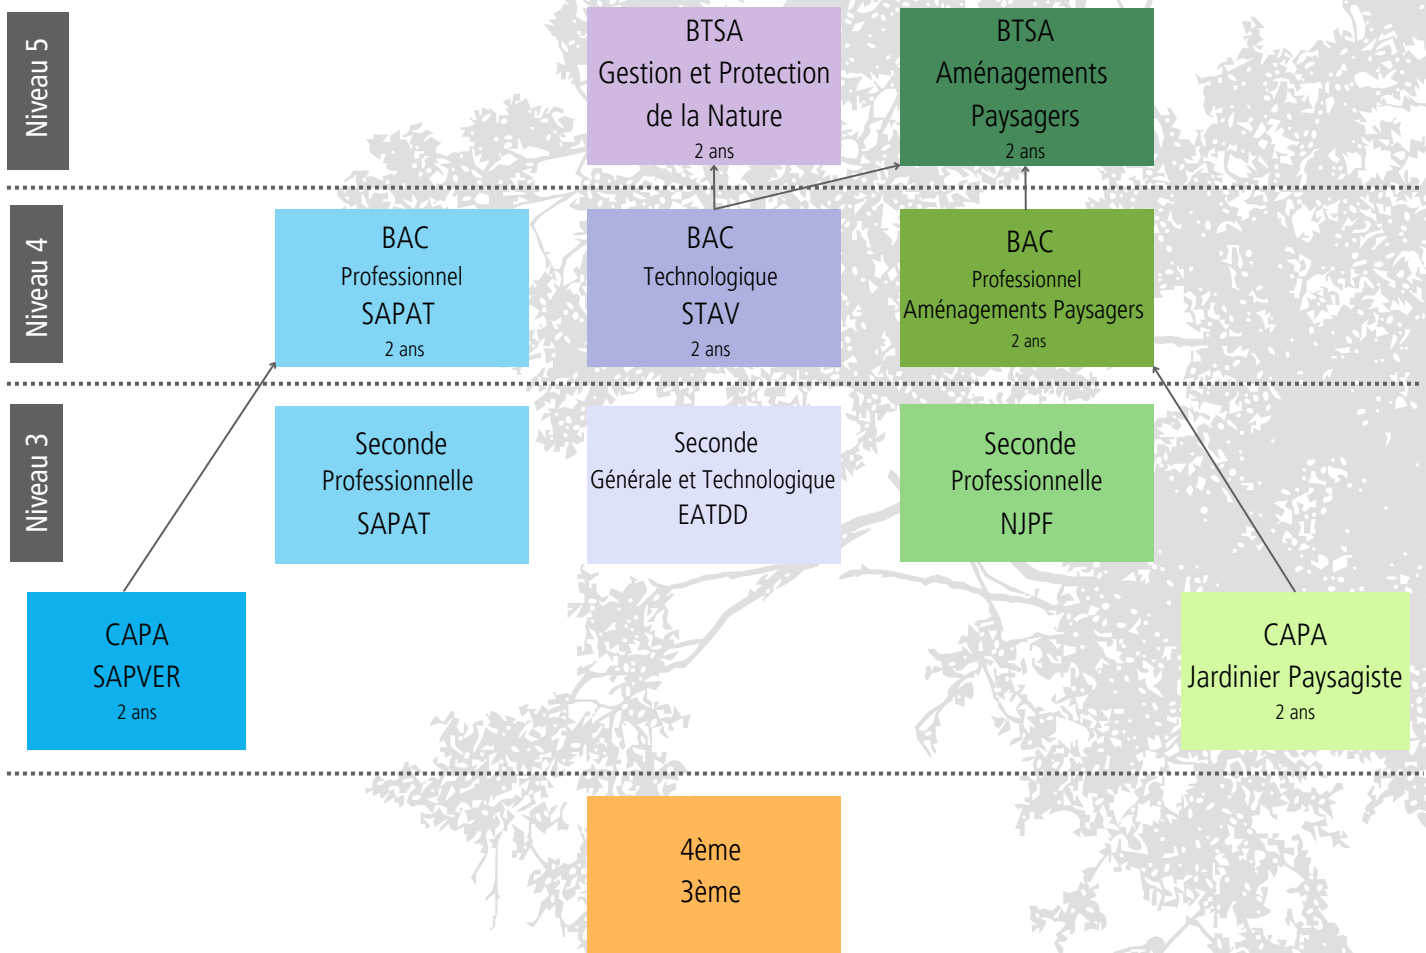 Niveau 5
BTSA
Gestion et Protection
de la Nature
2 ans
BTSA
Aménagements
Paysagers
2 ans
Niveau 4
BAC
Professionnel
SAPAT
2 ans
BAC
Technologique
STAV
2 ans
BAC
Professionnel
Aménagements Paysagers
2 ans
Niveau 3
Seconde
Professionnelle
SAPAT
Seconde
Générale et Technologique
EATDD
Seconde
Professionnelle
NJPF
CAPA
SAPVER
2 ans
CAPA
Jardinier Paysagiste
2 ans
4ème
3ème